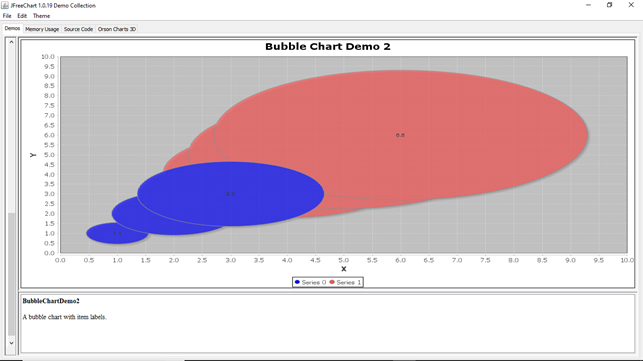 JFreeChart 1.0.19 Demo Collection
File Edit Theme
Demos Memory Usage Source Code Orson Charts 3D
Bubble Chart Demo 2
10.0
9.5
9.0
8.5
8.0
7.5
7.0
6.5
6.0
5.5
5.0
4.5
4.0
3.5
3.0
2.5
2.0
1.5
1.0
0.5
0.0
Y
0.0 0.5 1.0 1.5 2.0 2.5 3.0 3.5 4.0 4.5 5.0 5.5 6.0 6.5 7.0 7.5 8.0 8.5 9.0 9.5 10.0
X
Series 0 Series 1
BubbleChartDemo2
A bubble chart with item labels.